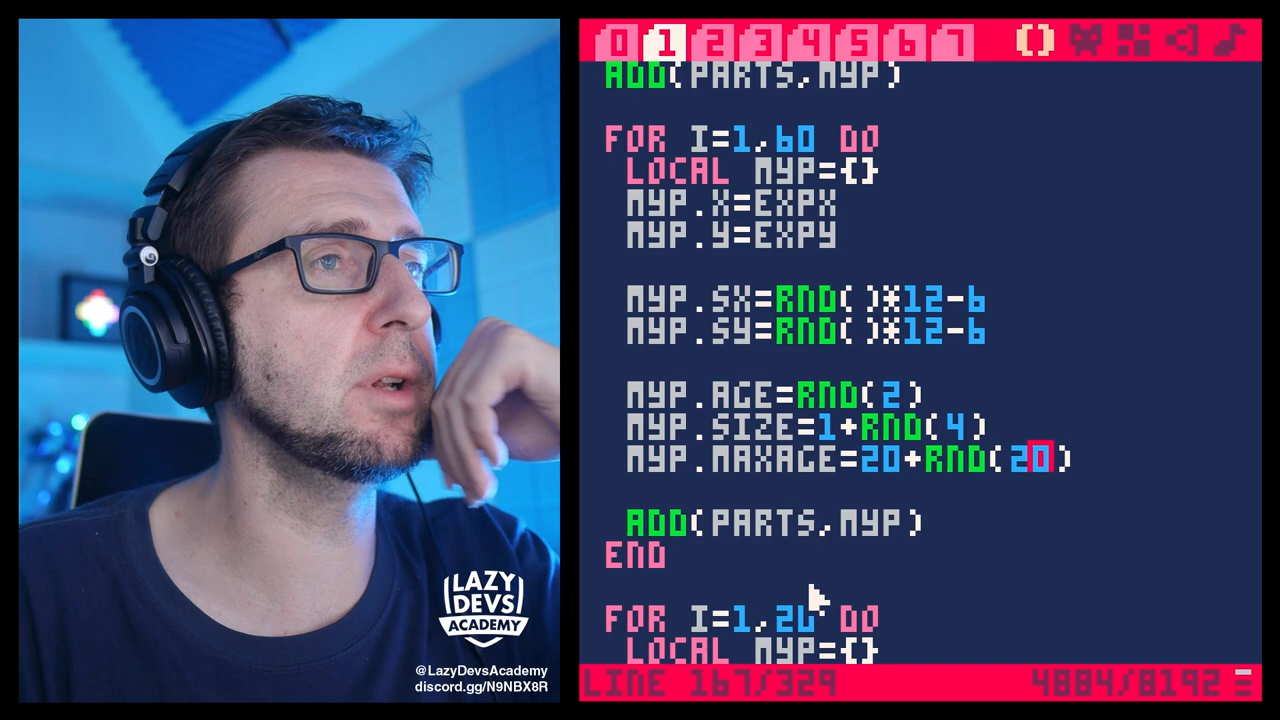 LAZY
DEVS
ACADEMY
@LazyDevsAcademy
discord.gg/N9NBX8R
0 1 2 3 4 5 6 7 ()
ADD(PARTS,MYP)
FOR I=1,60 DO
LOCAL MYP={}
MYP.X=EXPX
MYP.Y=EXPY
MYP.SX=RND()*12-6
MYP.SY=RND()*12-6
MYP.AGE=RND(2)
MYP.SIZE=1+RND(4)
MYP.MAXAGE=20+RND(20)
ADD(PARTS,MYP)
END
FOR I=1,20 DO
LOCAL MYP={}
LINE 167/329
4884/8192